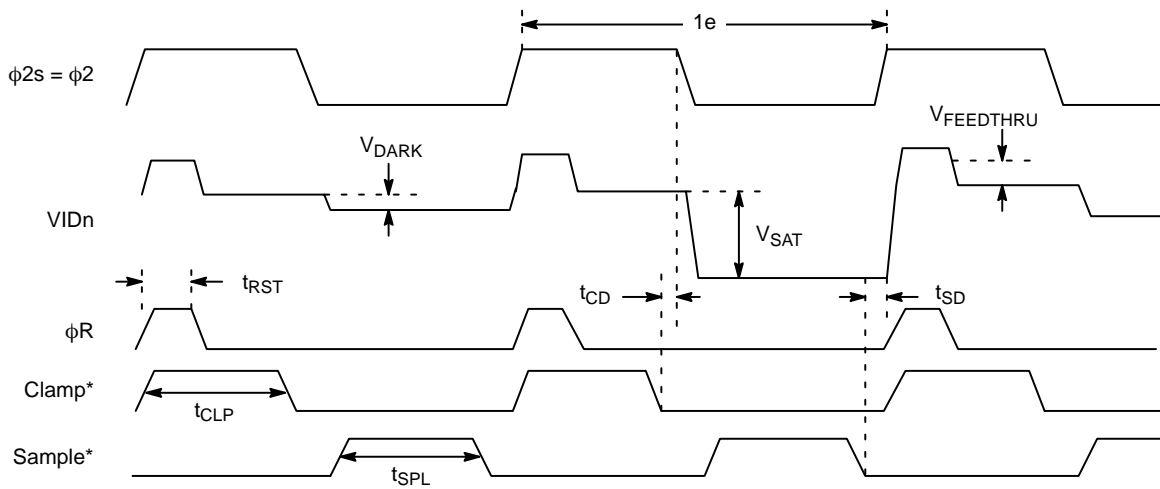 1e
ϕ2s = ϕ2
VFEEDTHRU
VDARK
VIDn
VSAT
tRST
tCD
tSD
ϕR
Clamp*
tCLP
Sample*
tSPL